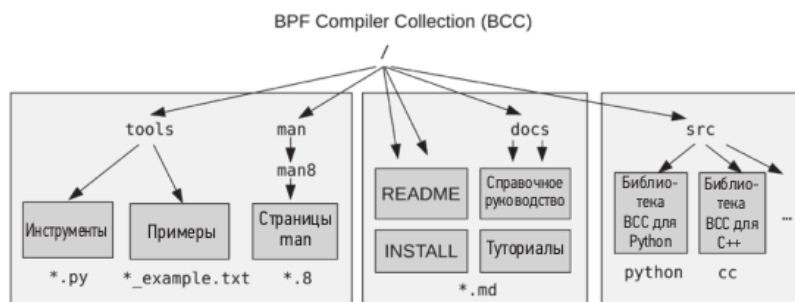 BPF Compiler Collection (BCC)
/
tools
man
docs
src
man8
Инструменты
Примеры
Страницы
man
README
Справочное
руководство
INSTALL
Туториалы
Библио-
тека
BCC для
Python
Библио-
тека
BCC для
C++
...
*.py
*_example.txt
*.8
*.md
python
cc